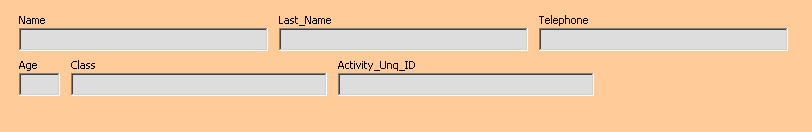 Name Last_Name Telephone
Age Class Activity_Unq_ID